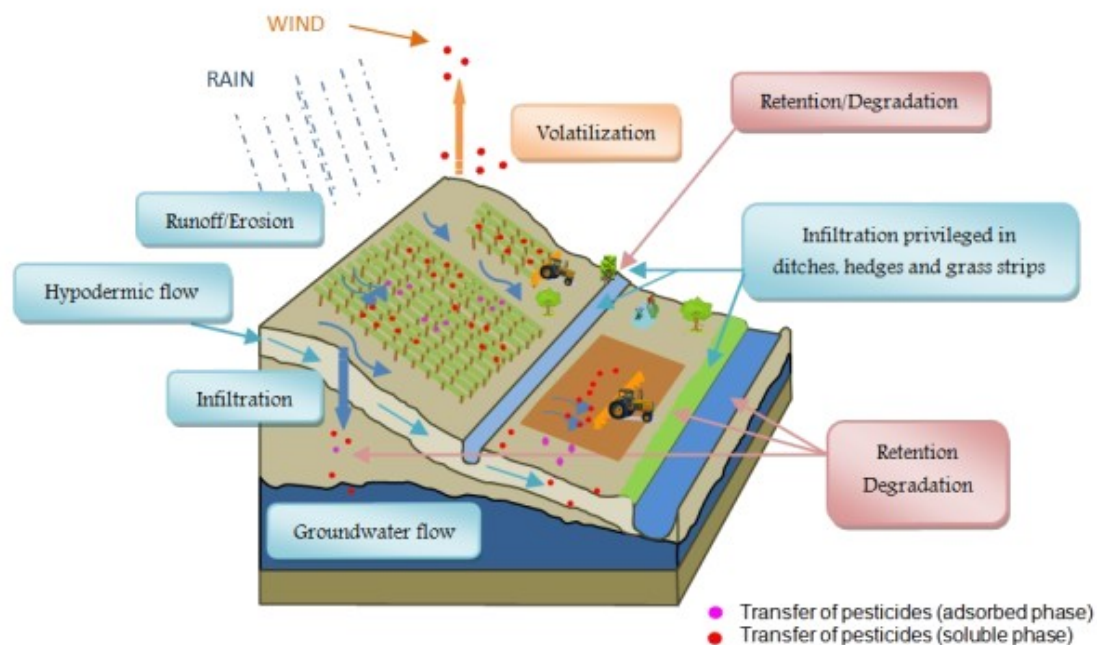 WIND
RAIN
Retention/Degradation
Volatilization
Runoff/Erosion
Infiltration privileged in
ditches, hedges and grass strips
Hypodermic flow
Infiltration
Retention
Degradation
Groundwater flow
Transfer of pesticides (adsorbed phase)
Transfer of pesticides (soluble phase)